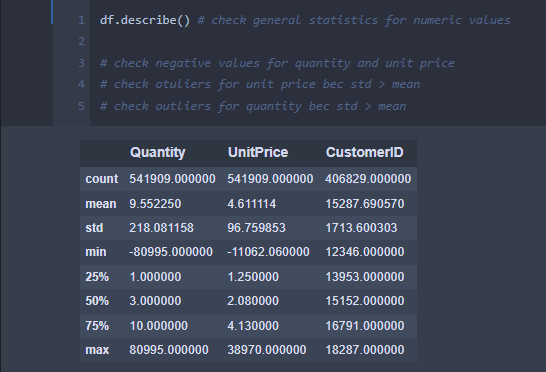 1 df.describe() # check general statistics for numeric values
2
3 # check negative values for quantity and unit price
4 # check otuliers for unit price bec std > mean
5 # check outliers for quantity bec std > mean
Quantity UnitPrice CustomerID
count 541909.000000 541909.000000 406829.000000
mean 9.552250 4.611114 15287.690570
std 218.081158 96.759853 1713.600303
min -80995.000000 -11062.060000 12346.000000
25% 1.000000 1.250000 13953.000000
50% 3.000000 2.080000 15152.000000
75% 10.000000 4.130000 16791.000000
max 80995.000000 38970.000000 18287.000000